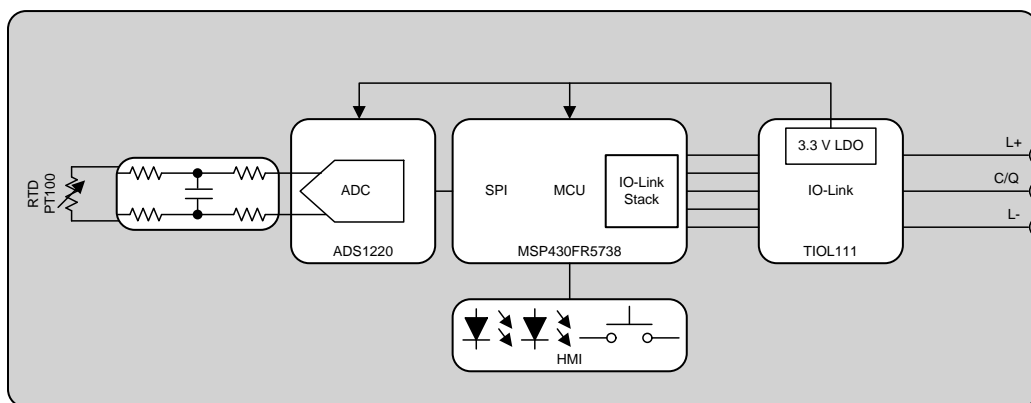 3.3 V LDO
L+
RTD
PT100
ADC
SPI
MCU
IO-Link
Stack
IO-Link
C/Q
L-
ADS1220
MSP430FR5738
TIOL111
HMI